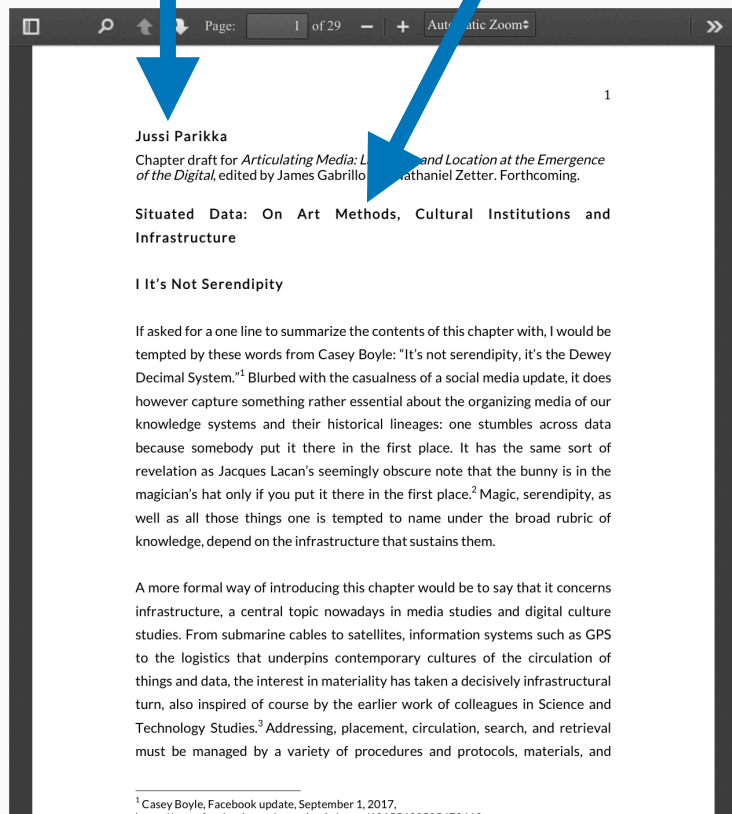 Page: 1 of 29 Zoom
1
Jussi Parikka
Chapter draft for Articulating Media: and Location at the Emergence
of the Digital, edited by James Gabrillo Zetter. Forthcoming.
Situated Data: On Art Methods, Cultural Institutions and
Infrastructure
I It’s Not Serendipity
If asked for a one line to summarize the contents of this chapter with, I would be
tempted by these words from Casey Boyle: “It’s not serendipity, it’s the Dewey
Decimal System.”1 Blurbed with the casualness of a social media update, it does
however capture something rather essential about the organizing media of our
knowledge systems and their historical lineages: one stumbles across data
because somebody put it there in the first place. It has the same sort of
revelation as Jacques Lacan’s seemingly obscure note that the bunny is in the
magician’s hat only if you put it there in the first place.2 Magic, serendipity, as
well as all those things one is tempted to name under the broad rubric of
knowledge, depend on the infrastructure that sustains them.
A more formal way of introducing this chapter would be to say that it concerns
infrastructure, a central topic nowadays in media studies and digital culture
studies. From submarine cables to satellites, information systems such as GPS
to the logistics that underpins contemporary cultures of the circulation of
things and data, the interest in materiality has taken a decisively infrastructural
turn, also inspired of course by the earlier work of colleagues in Science and
Technology Studies.3 Addressing, placement, circulation, search, and retrieval
must be managed by a variety of procedures and protocols, materials, and
1 Casey Boyle, Facebook update, September 1, 2017,